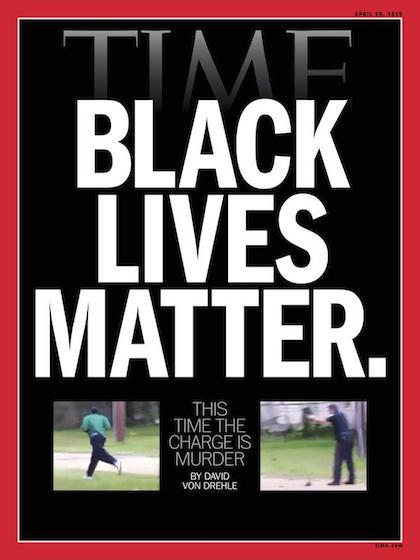 APRIL 20, 2015
TIME
BLACK
LIVES
MATTER.
THIS
TIME THE
CHARGE IS
MURDER
BY DAVID
VON DREHLE
time.com